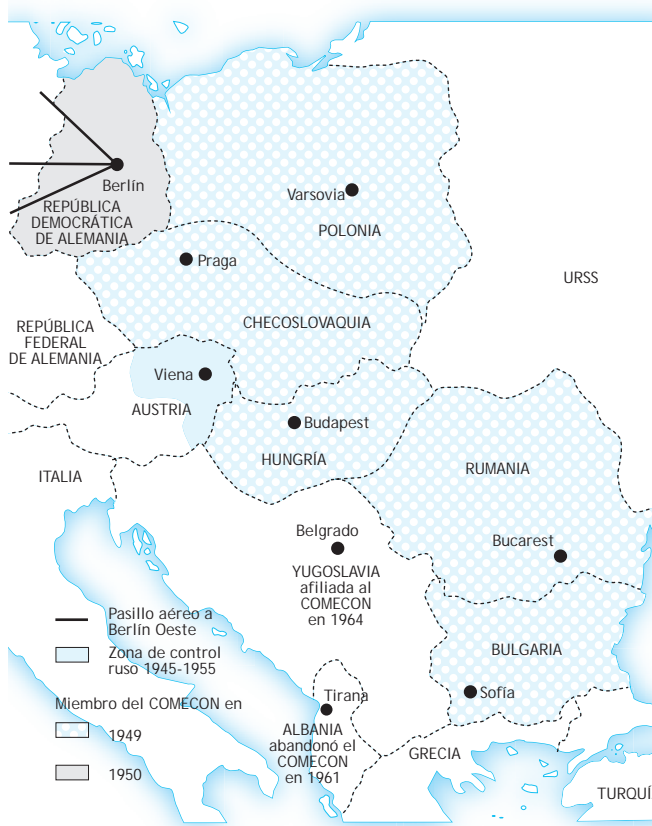 Berlín
REPÚBLICA
DEMOCRÁTICA
DE ALEMANIA
Varsovia
POLONIA
Praga
URSS
CHECOSLOVAQUIA
REPÚBLICA
FEDERAL
DE ALEMANIA
Viena
AUSTRIA
Budapest
HUNGRÍA
RUMANIA
ITALIA
Belgrado
Bucarest
YUGOSLAVIA
afiliada al
COMECON
en 1964
BULGARIA
Sofía
Tirana
ALBANIA
abandonó el
COMECON
en 1961
GRECIA
TURQUÍ
Pasillo aéreo a
Berlín Oeste
Zona de control
ruso 1945-1955
Miembro del COMECON en
1949
1950